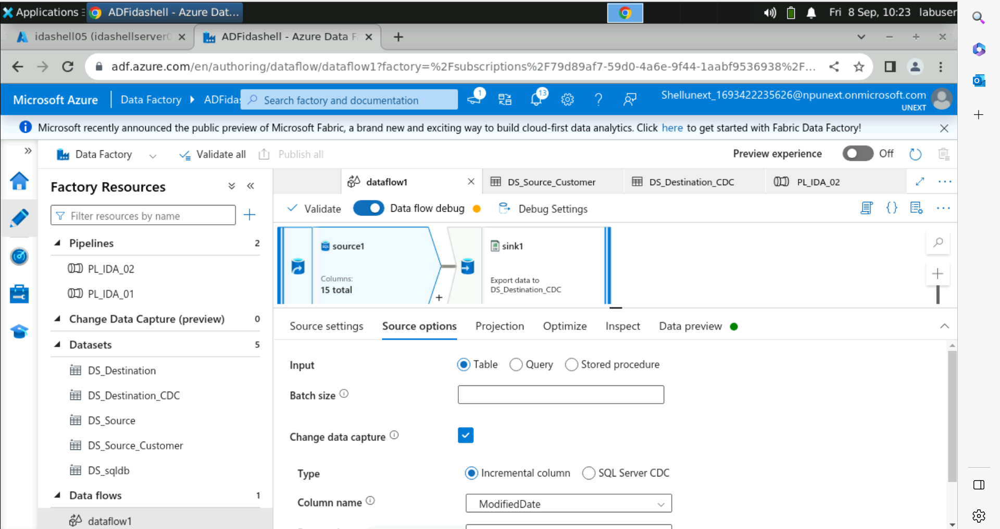 Applications
ADFidashell - Azure Dat...
Fri 8 Sep, 10:23 labuser
idashell05 (idashellserver0
ADFidashell - Azure Data F
adf.azure.com/en/authoring/dataflow/dataflow1?factory=%2Fsubscriptions%2F79d89af7-59d0-4a6e-9f44-1aabf9536938%2F...
Microsoft Azure
Data Factory
ADFidas
Search factory and documentation
1
13
Shellunext_1693422235626@npunext.onmicrosoft.com
UNEXT
Microsoft recently announced the public preview of Microsoft Fabric, a brand new and exciting way to build cloud-first data analytics. Click here to get started with Fabric Data Factory!
Data Factory
Validate all
Publish all
Preview experience
Off
Factory Resources
Filter resources by name
Pipelines 2
PL_IDA_02
PL_IDA_01
Change Data Capture (preview) 0
Datasets 5
DS_Destination
DS_Destination_CDC
DS_Source
DS_Source_Customer
DS_sqldb
Data flows 1
dataflow1
dataflow1
DS_Source_Customer
DS_Destination_CDC
PL_IDA_02
Validate
Data flow debug
Debug Settings
source1
Columns:
15 total
sink1
Export data to
DS_Destination_CDC
Source settings
Source options
Projection
Optimize
Inspect
Data preview
Input
Table
Query
Stored procedure
Batch size
Change data capture
Type
Incremental column
SQL Server CDC
Column name
ModifiedDate